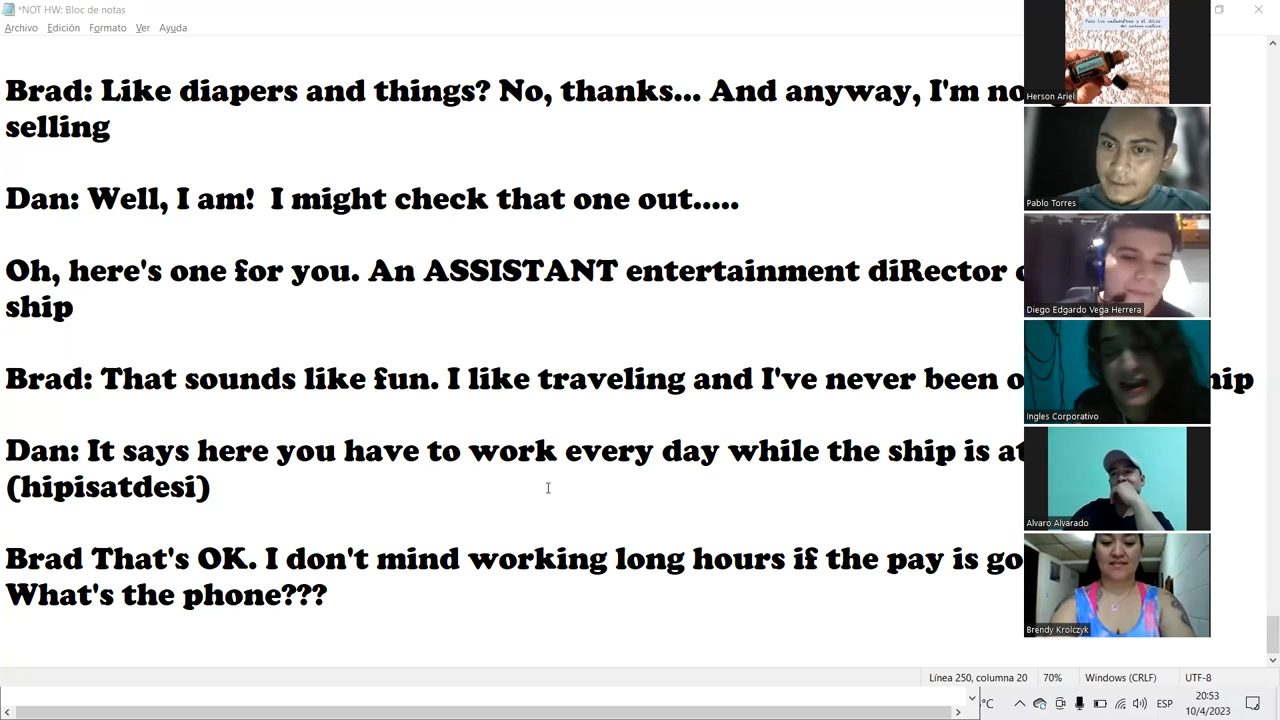 *NOT HW: Bloc de notas
Archivo Edición Formato Ver Ayuda
Brad: Like diapers and things? No, thanks... And anyway, I'm no
selling
Dan: Well, I am!  I might check that one out.....
Oh, here's one for you. An ASSISTANT entertainment diRector
ship
Brad: That sounds like fun. I like traveling and I've never been
Dan: It says here you have to work every day while the ship is at
(hipisatdesi)
Brad That's OK. I don't mind working long hours if the pay is go
What's the phone???
Herson Ariel
Pablo Torres
Diego Edgardo Vega Herrera
Ingles Corporativo
Alvaro Alvarado
Brendy Krolczyk
Línea 250, columna 20 70% Windows (CRLF) UTF-8
°C ESP 20:53
10/4/2023